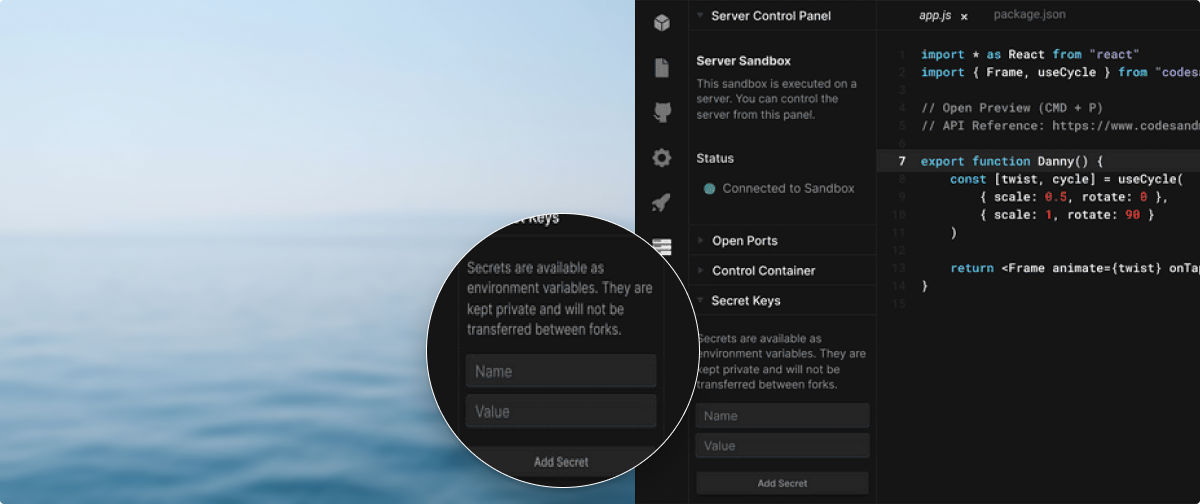 Server Control Panel
Server Sandbox
This sandbox is executed on a
server. You can control the
server from this panel.
Status
Connected to Sandbox
Open Ports
Control Container
Secret Keys
Secrets are available as
environment variables. They are
kept private and will not be
transferred between forks.
Name
Value
Add Secret
Keys
Secrets are available as
environment variables. They are
kept private and will not be
transferred between forks.
Name
Value
Add Secret
app.js x package.json
1 import * as React from "react"
2 import { Frame, useCycle } from "codesa
3
4 // Open Preview (CMD + P)
5 // API Reference: https://www.codesand
6
7 export function Danny() {
8 const [twist, cycle] = useCycle(
9 { scale: 0.5, rotate: 0 },
10 { scale: 1, rotate: 90 }
11 )
12
13 return <Frame animate={twist} onTap
14 }
15